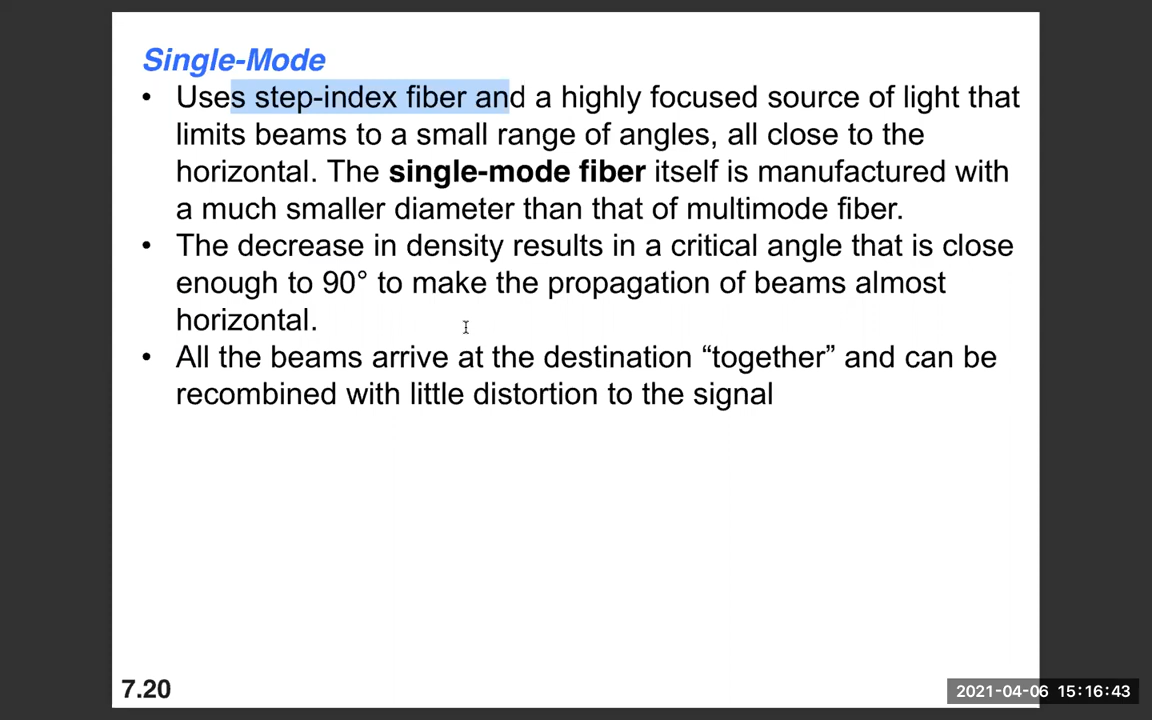 Single-Mode
• Uses step-index fiber and a highly focused source of light that
limits beams to a small range of angles, all close to the
horizontal. The single-mode fiber itself is manufactured with
a much smaller diameter than that of multimode fiber.
• The decrease in density results in a critical angle that is close
enough to 90° to make the propagation of beams almost
horizontal.
• All the beams arrive at the destination “together” and can be
recombined with little distortion to the signal
7.20
2021-04-06 15:16:43